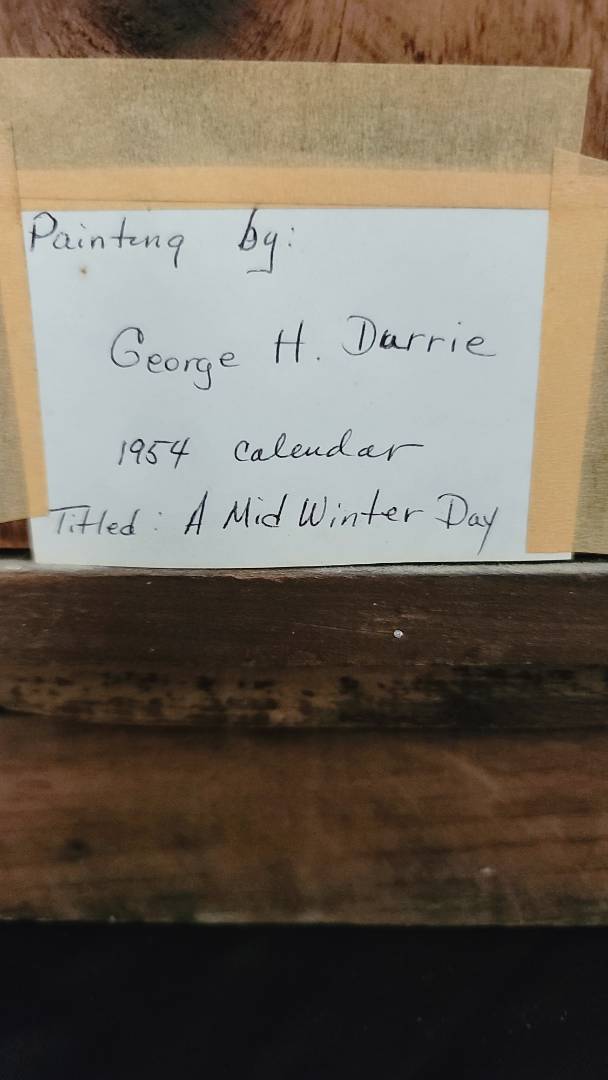 Painting by:
George H. Durrie
1954 calendar
Titled: A Mid Winter Day